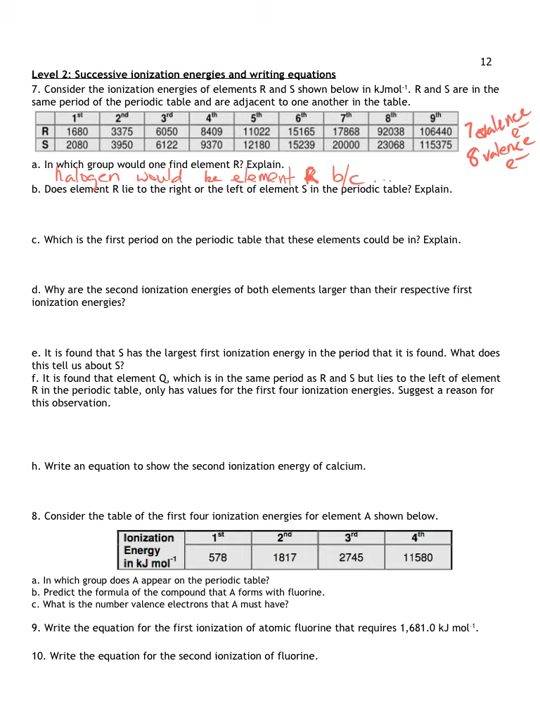 12
Level 2: Successive ionization energies and writing equations
7. Consider the ionization energies of elements R and S shown below in kJmol-1. R and S are in the
same period of the periodic table and are adjacent to one another in the table.
1st 2nd 3rd 4th 5th 6th 7th 8th 9th
R 1680 3375 6050 8409 11022 15165 17868 92038 106440
S 2080 3950 6122 9370 12180 15239 20000 23068 115375
7 valence e-
8 valence e-
a. In which group would one find element R? Explain.
halogen would be element R b/c ...
b. Does element R lie to the right or the left of element S in the periodic table? Explain.
c. Which is the first period on the periodic table that these elements could be in? Explain.
d. Why are the second ionization energies of both elements larger than their respective first
ionization energies?
e. It is found that S has the largest first ionization energy in the period that it is found. What does
this tell us about S?
f. It is found that element Q, which is in the same period as R and S but lies to the left of element
R in the periodic table, only has values for the first four ionization energies. Suggest a reason for
this observation.
h. Write an equation to show the second ionization energy of calcium.
8. Consider the table of the first four ionization energies for element A shown below.
Ionization Energy in kJ mol-1 1st 2nd 3rd 4th
578 1817 2745 11580
a. In which group does A appear on the periodic table?
b. Predict the formula of the compound that A forms with fluorine.
c. What is the number valence electrons that A must have?
9. Write the equation for the first ionization of atomic fluorine that requires 1,681.0 kJ mol-1.
10. Write the equation for the second ionization of fluorine.